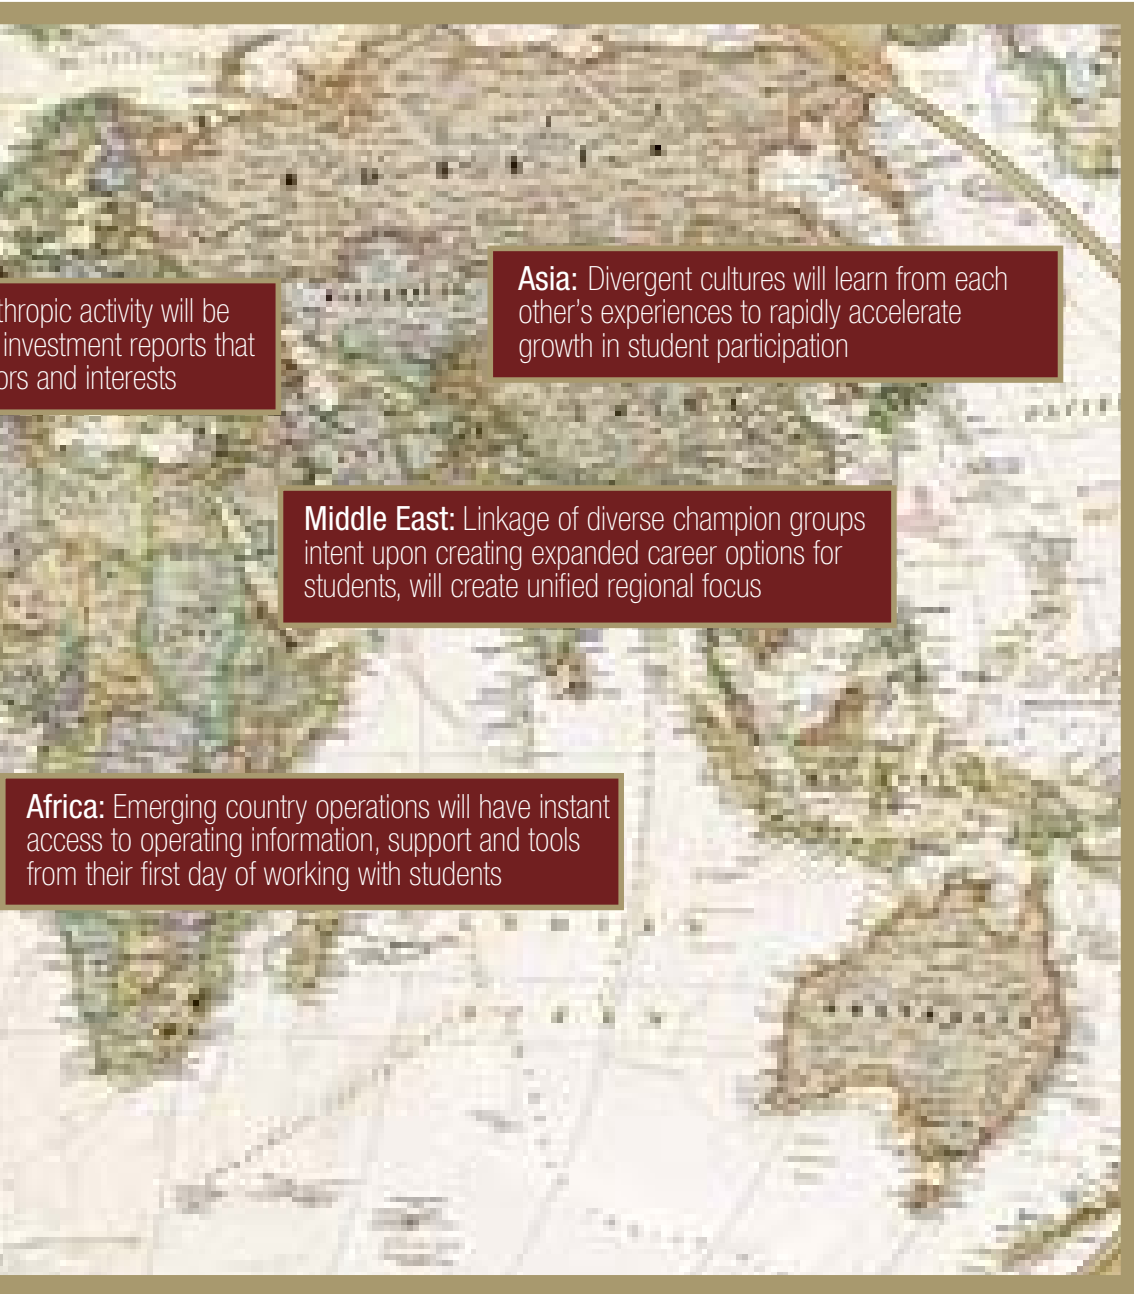 activity will be
investment reports that
and interests
Asia: Divergent cultures will learn from each
other’s experiences to rapidly accelerate
growth in student participation
Middle East: Linkage of diverse champion groups
intent upon creating expanded career options for
students, will create unified regional focus
Africa: Emerging country operations will have instant
access to operating information, support and tools
from their first day of working with students